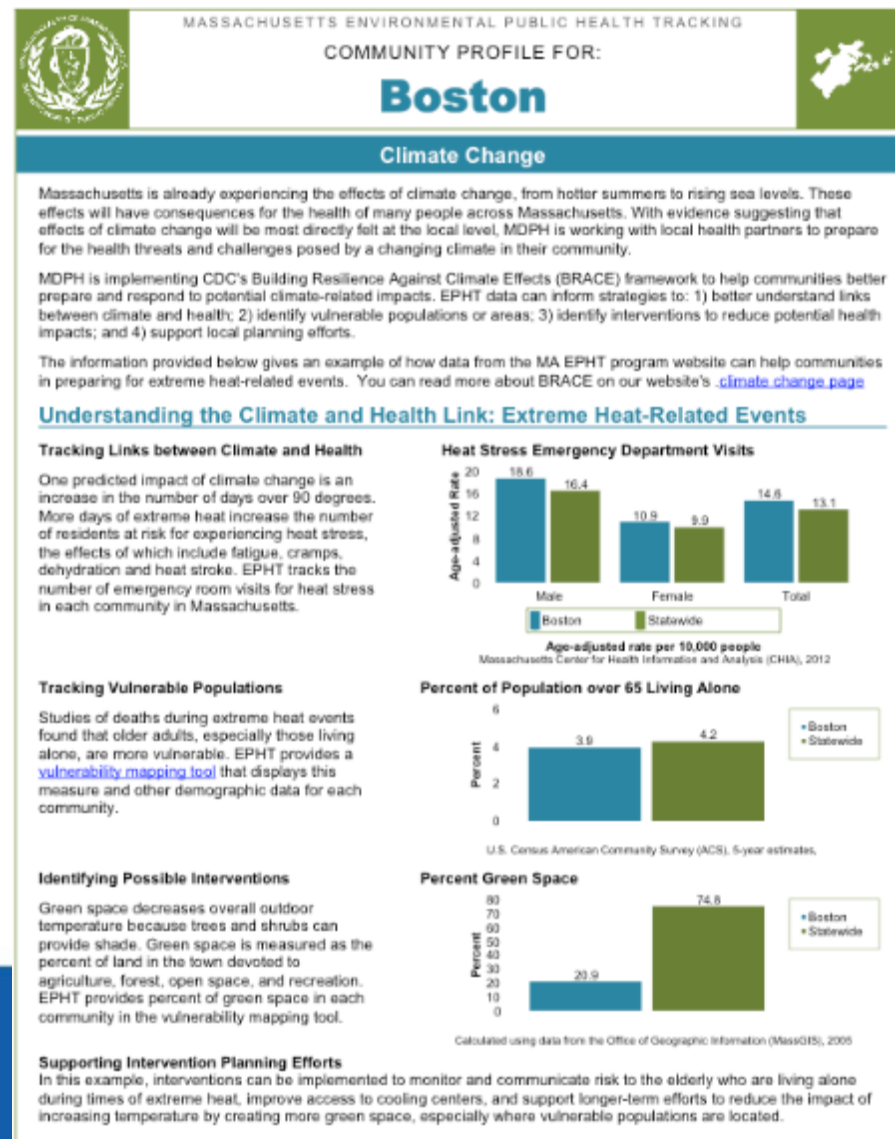 MASSACHUSETTS ENVIRONMENTAL PUBLIC HEALTH TRACKING
COMMUNITY PROFILE FOR:
Boston
Climate Change
Massachusetts is already experiencing the effects of climate change, from hotter summers to rising sea levels. These
effects will have consequences for the health of many people across Massachusetts. With evidence suggesting that
effects of climate change will be most directly felt at the local level, MDPH is working with local health partners to prepare
for the health threats and challenges posed by a changing climate in their community.
MDPH is implementing CDC's Building Resilience Against Climate Effects (BRACE) framework to help communities better
prepare and respond to potential climate-related impacts. EPHT data can inform strategies to: 1) better understand links
between climate and health; 2) identify vulnerable populations or areas; 3) identify interventions to reduce potential health
impacts; and 4) support local planning efforts.
The information provided below gives an example of how data from the MA EPHT program website can help communities
in preparing for extreme heat-related events. You can read more about BRACE on our website's .climate change page
Understanding the Climate and Health Link: Extreme Heat-Related Events
Tracking Links between Climate and Health
One predicted impact of climate change is an
increase in the number of days over 90 degrees.
More days of extreme heat increase the number
of residents at risk for experiencing heat stress,
the effects of which include fatigue, cramps,
dehydration and heat stroke. EPHT tracks the
number of emergency room visits for heat stress
in each community in Massachusetts.
Heat Stress Emergency Department Visits
Age-adjusted Rate
20
16
12
8
4
0
18.6
16.4
10.9
9.9
14.6
13.1
Male
Female
Total
Boston
Statewide
Age-adjusted rate per 10,000 people
Massachusetts Center for Health Information and Analysis (CHIA), 2012
Tracking Vulnerable Populations
Studies of deaths during extreme heat events
found that older adults, especially those living
alone, are more vulnerable. EPHT provides a
vulnerability mapping tool that displays this
measure and other demographic data for each
community.
Percent of Population over 65 Living Alone
Percent
6
4
2
0
3.9
4.2
Boston
Statewide
U.S. Census American Community Survey (ACS), 5-year estimates,
Identifying Possible Interventions
Green space decreases overall outdoor
temperature because trees and shrubs can
provide shade. Green space is measured as the
percent of land in the town devoted to
agriculture, forest, open space, and recreation.
EPHT provides percent of green space in each
community in the vulnerability mapping tool.
Percent Green Space
Percent
80
70
60
50
40
30
20
10
0
20.9
74.8
Boston
Statewide
Calculated using data from the Office of Geographic Information (MassGIS), 2005
Supporting Intervention Planning Efforts
In this example, interventions can be implemented to monitor and communicate risk to the elderly who are living alone
during times of extreme heat, improve access to cooling centers, and support longer-term efforts to reduce the impact of
increasing temperature by creating more green space, especially where vulnerable populations are located.